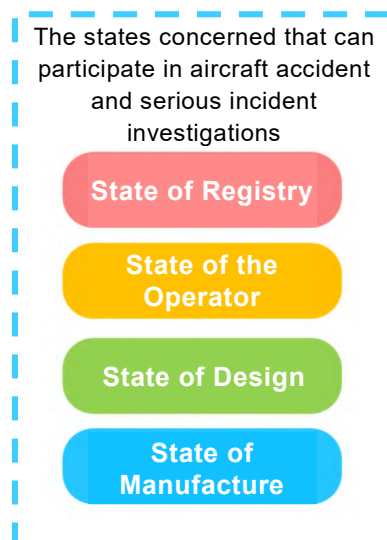 The states concerned that can
participate in aircraft accident
and serious incident
investigations
State of Registry
State of the
Operator
State of Design
State of
Manufacture